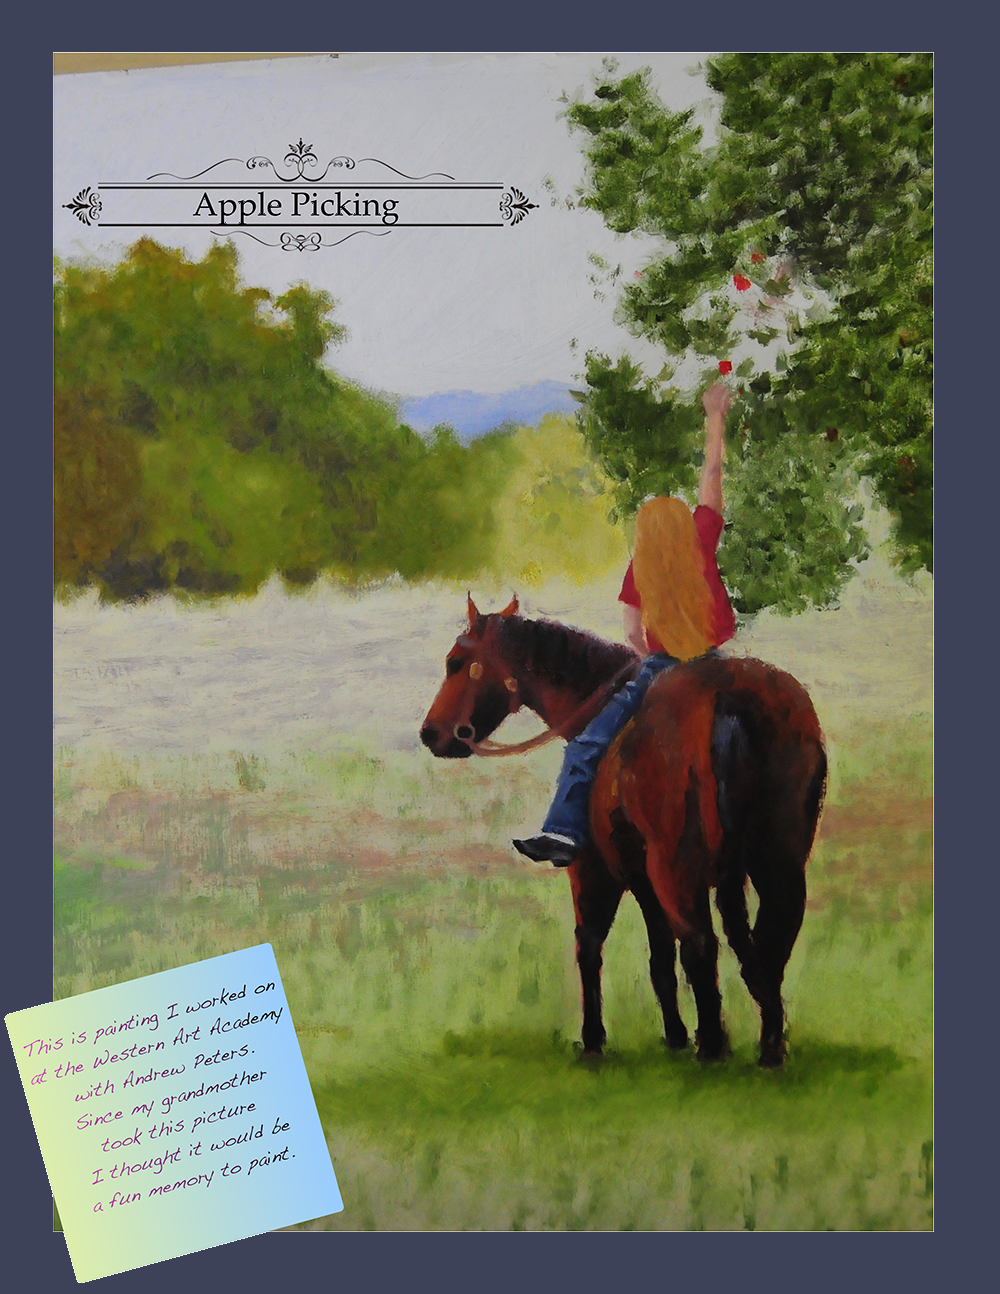 Apple Picking
This is painting I worked on
at the Western Art Academy
with Andrew Peters.
Since my grandmother
took this picture
I thought it would be
a fun memory to paint.